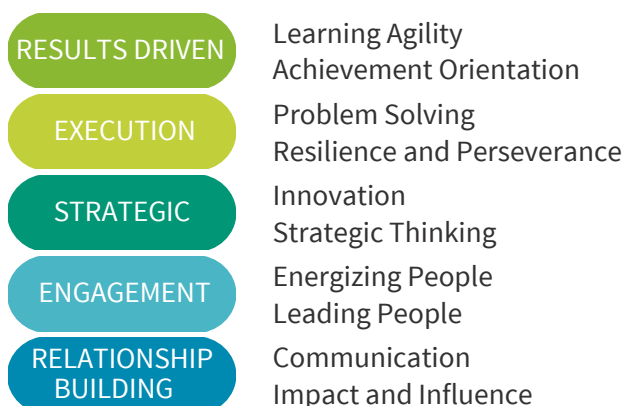 RESULTS DRIVEN
Learning Agility
Achievement Orientation
EXECUTION
Problem Solving
Resilience and Perseverance
STRATEGIC
Innovation
Strategic Thinking
ENGAGEMENT
Energizing People
Leading People
RELATIONSHIP
BUILDING
Communication
Impact and Influence